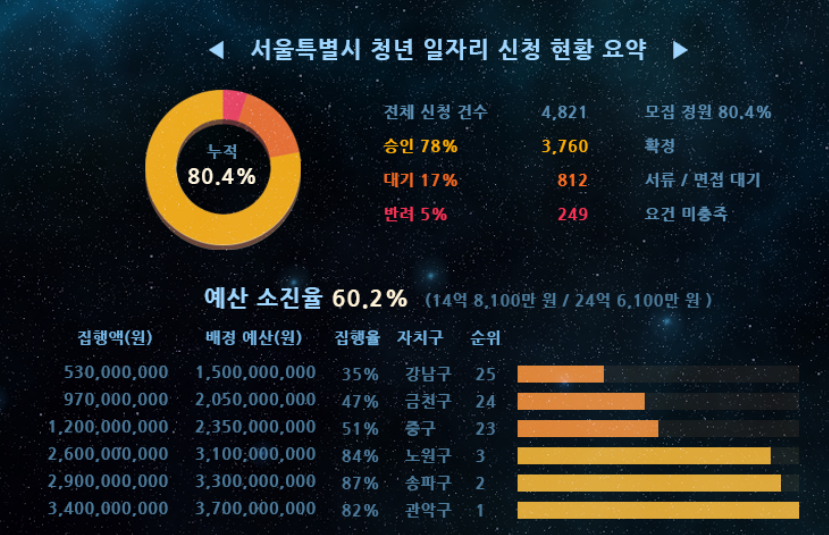 ◀ 서울특별시 청년 일자리 신청 현황 요약 ▶
누적
80.4%
전체 신청 건수 4,821 모집 정원 80.4%
승인 78% 3,760 확정
대기 17% 812 서류 / 면접 대기
반려 5% 249 요건 미충족
예산 소진율 60.2% (14억 8,100만 원 / 24억 6,100만 원 )
집행액(원) 배정 예산(원) 집행율 자치구 순위
530,000,000 1,500,000,000 35% 강남구 25
970,000,000 2,050,000,000 47% 금천구 24
1,200,000,000 2,350,000,000 51% 중구 23
2,600,000,000 3,100,000,000 84% 노원구 3
2,900,000,000 3,300,000,000 87% 송파구 2
3,400,000,000 3,700,000,000 82% 관악구 1